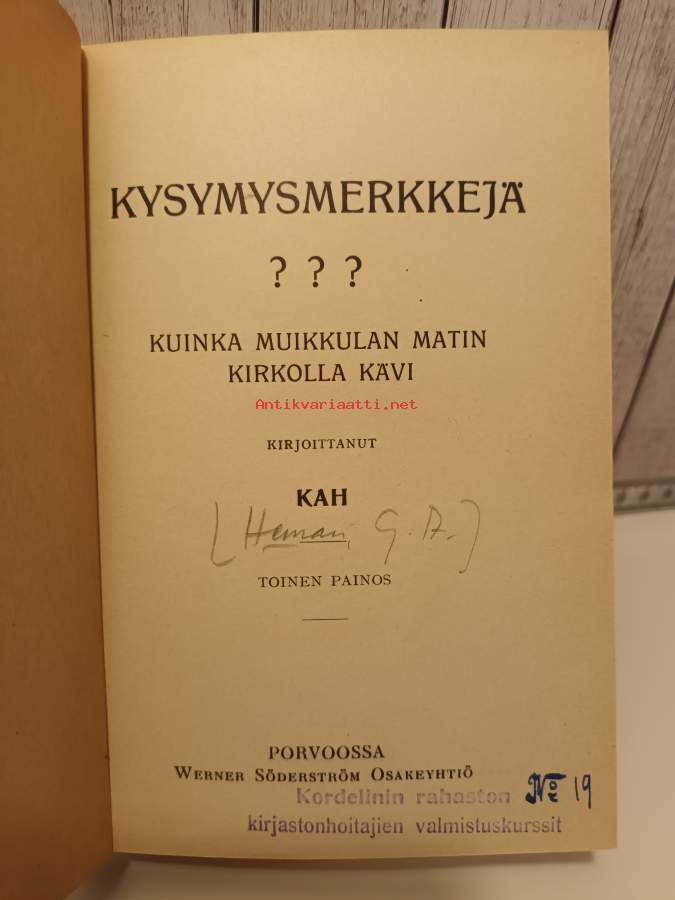 KYSYMYSMERKKEJÄ
? ? ?
KUINKA MUIKKULAN MATIN
KIRKOLLA KÄVI
Antikvariaatti.net
KIRJOITTANUT
KAH
[Heman, G. A.]
TOINEN PAINOS
PORVOOSSA
WERNER SÖDERSTRÖM OSAKEYHTIÖ
Kordelinin rahaston No 19
kirjastonhoitajien valmistuskurssit